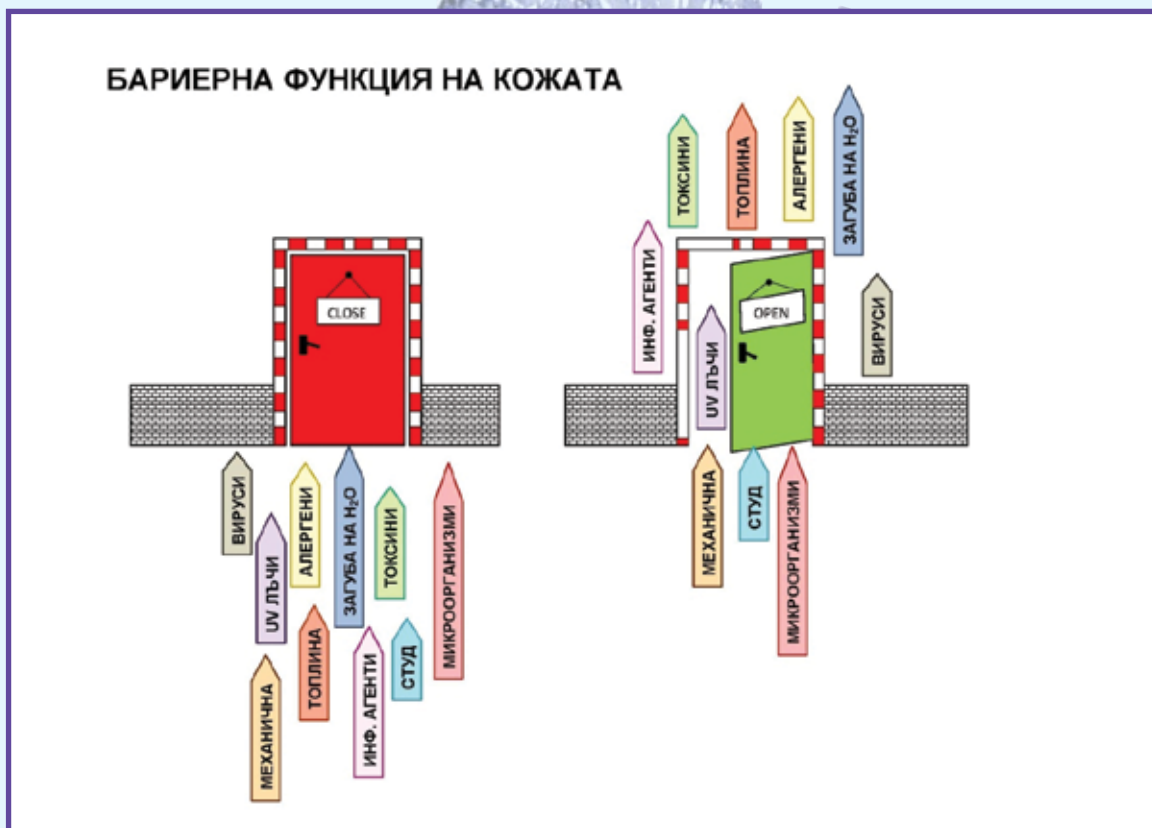 БАРИЕРНА ФУНКЦИЯ НА КОЖАТА
CLOSE
ВИРУСИ
UV ЛЪЧИ
АЛЕРГЕНИ
ЗАГУБА НА H₂O
ТОКСИНИ
МИКРООРГАНИЗМИ
МЕХАНИЧНА
ТОПЛИНА
ИНФ. АГЕНТИ
СТУД
ТОКСИНИ
ТОПЛИНА
АЛЕРГЕНИ
ЗАГУБА НА H₂O
ИНФ. АГЕНТИ
UV ЛЪЧИ
OPEN
ВИРУСИ
МЕХАНИЧНА
СТУД
МИКРООРГАНИЗМИ